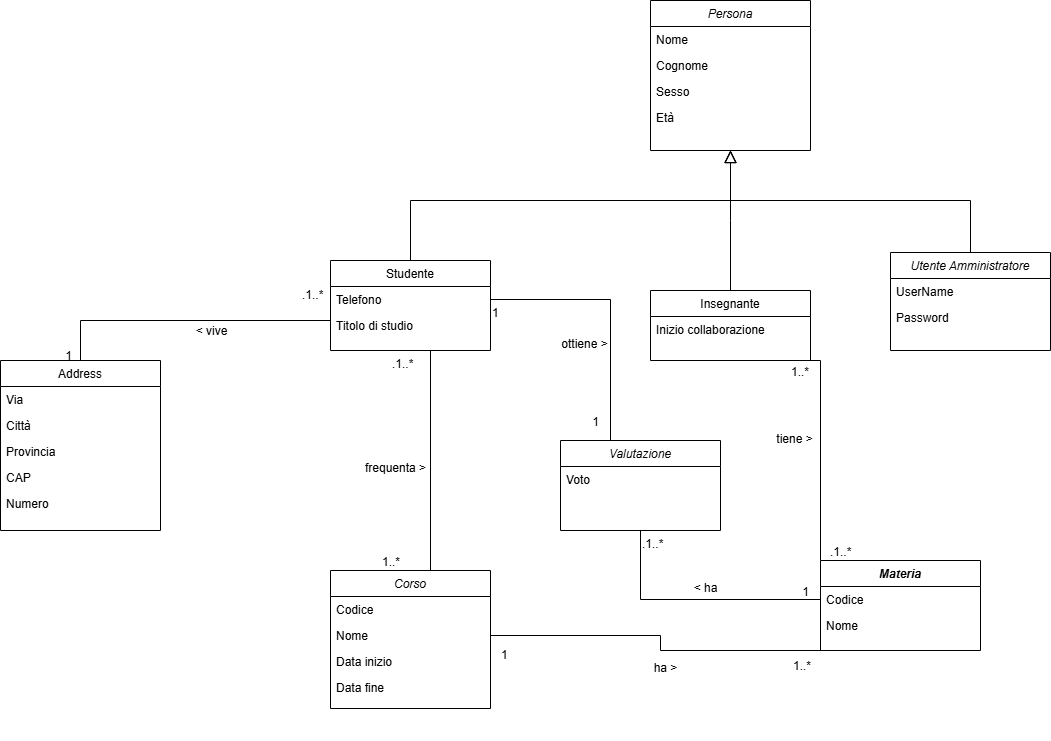 Persona
Nome
Cognome
Sesso
Età
Studente
Telefono
Titolo di studio
Insegnante
Inizio collaborazione
Utente Amministratore
UserName
Password
.1..*
< vive
1
Address
Via
Città
Provincia
CAP
Numero
1
ottiene >
1
Valutazione
Voto
.1..*
frequenta >
1..*
Corso
Codice
Nome
Data inizio
Data fine
1..*
tiene >
.1..*
Materia
Codice
Nome
.1..*
< ha
1
1
ha >
1..*